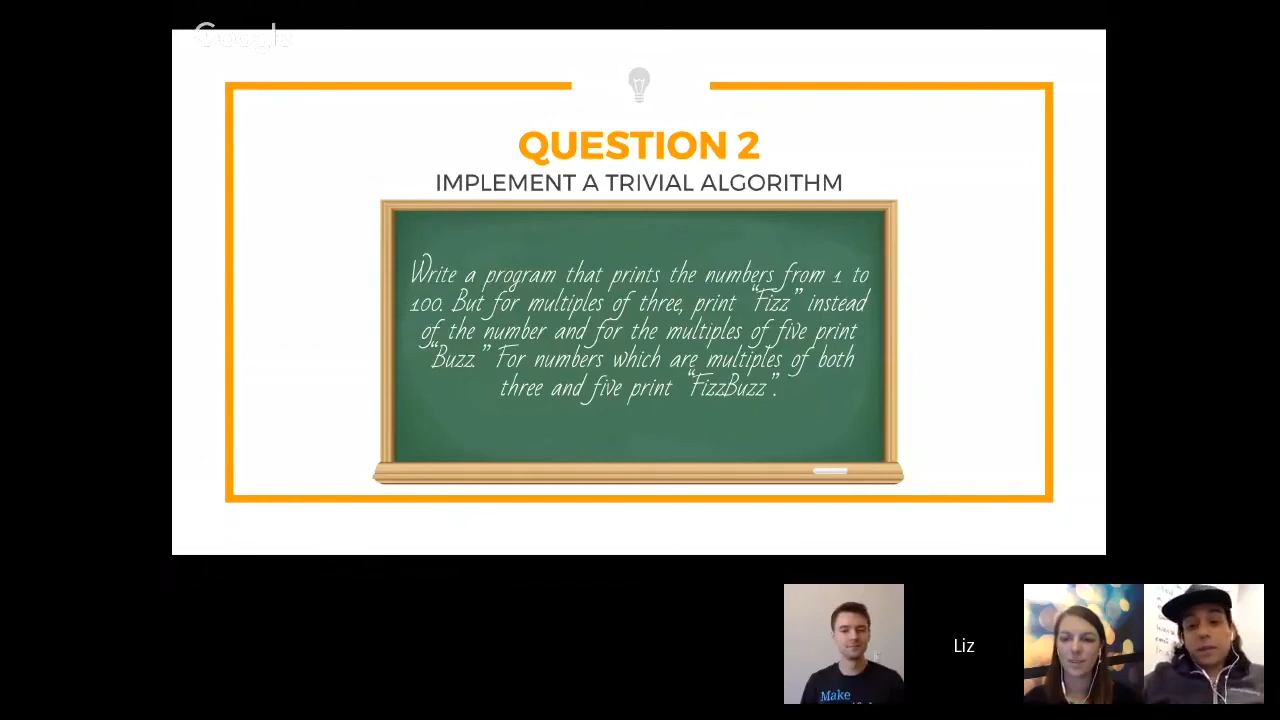 Google
QUESTION 2
IMPLEMENT A TRIVIAL ALGORITHM
Write a program that prints the numbers from 1 to
100. But for multiples of three, print “Fizz” instead
of the number and for the multiples of five print
“Buzz.” For numbers which are multiples of both
three and five print “FizzBuzz”.
Liz
Make